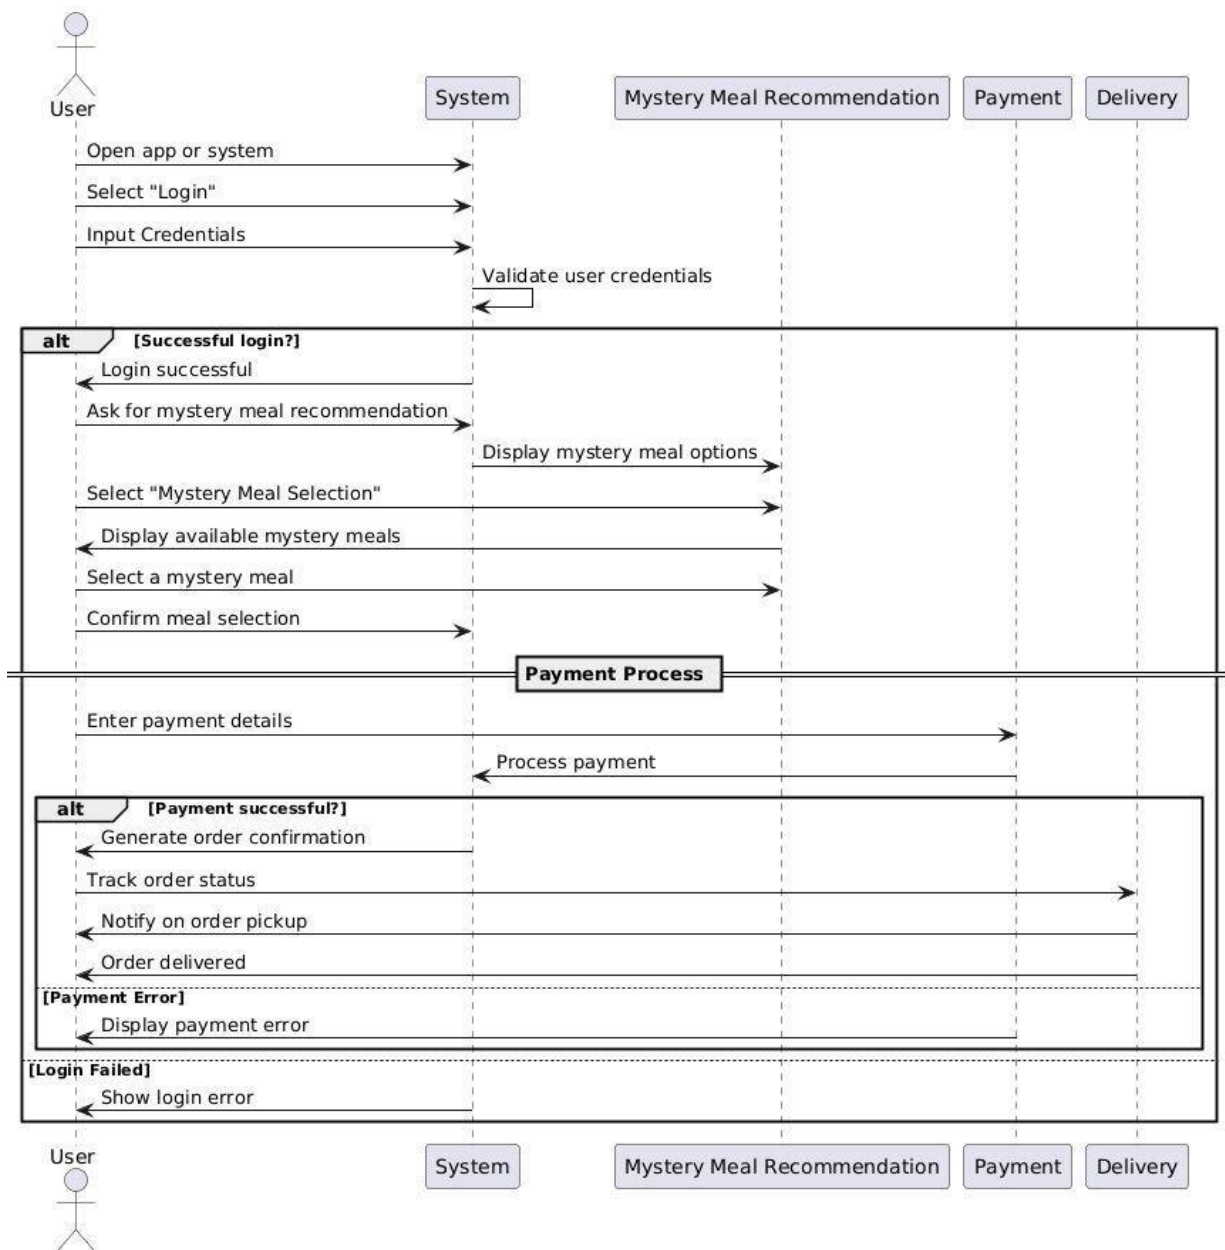 User
System
Mystery Meal Recommendation
Payment
Delivery
Open app or system
Select "Login"
Input Credentials
Validate user credentials
alt [Successful login?]
Login successful
Ask for mystery meal recommendation
Display mystery meal options
Select "Mystery Meal Selection"
Display available mystery meals
Select a mystery meal
Confirm meal selection
Payment Process
Enter payment details
Process payment
alt [Payment successful?]
Generate order confirmation
Track order status
Notify on order pickup
Order delivered
[Payment Error]
Display payment error
[Login Failed]
Show login error
User
System
Mystery Meal Recommendation
Payment
Delivery